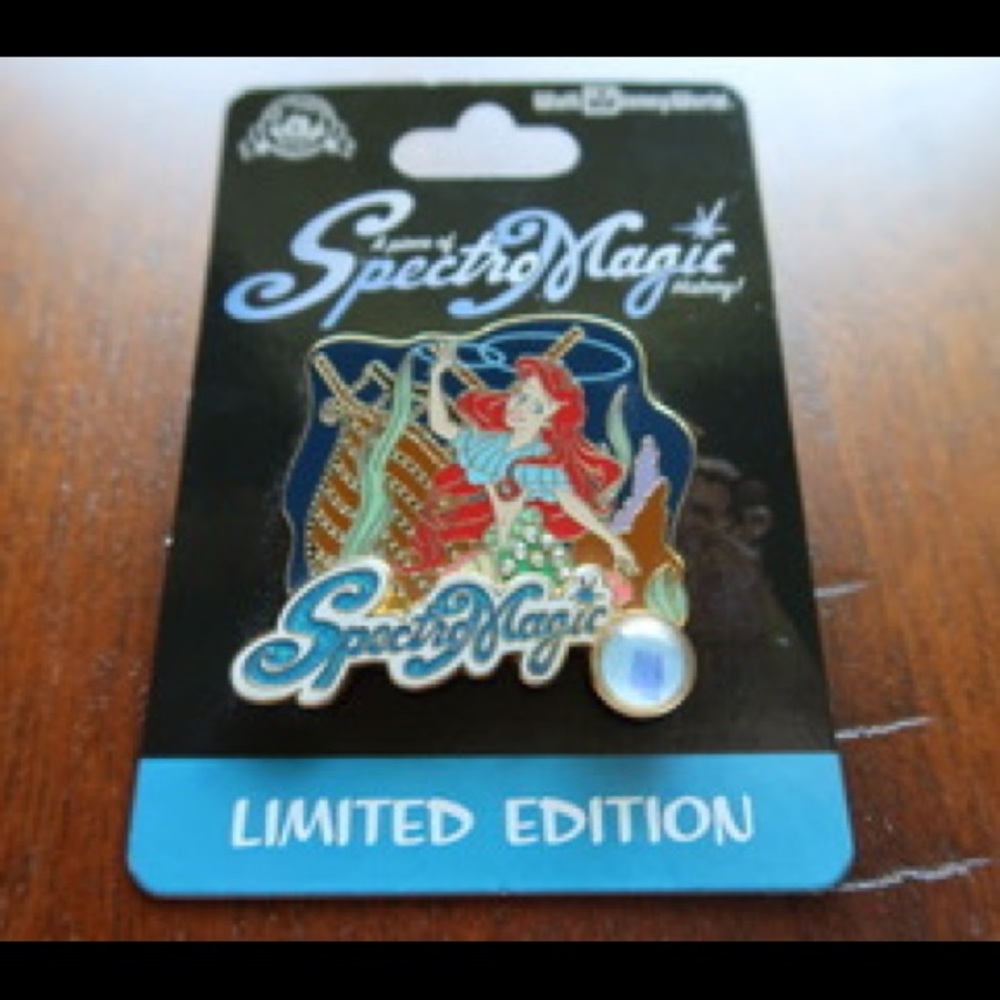 Walt Disney World.
A piece of
SpectroMagic
History!
SpectroMagic
LIMITED EDITION